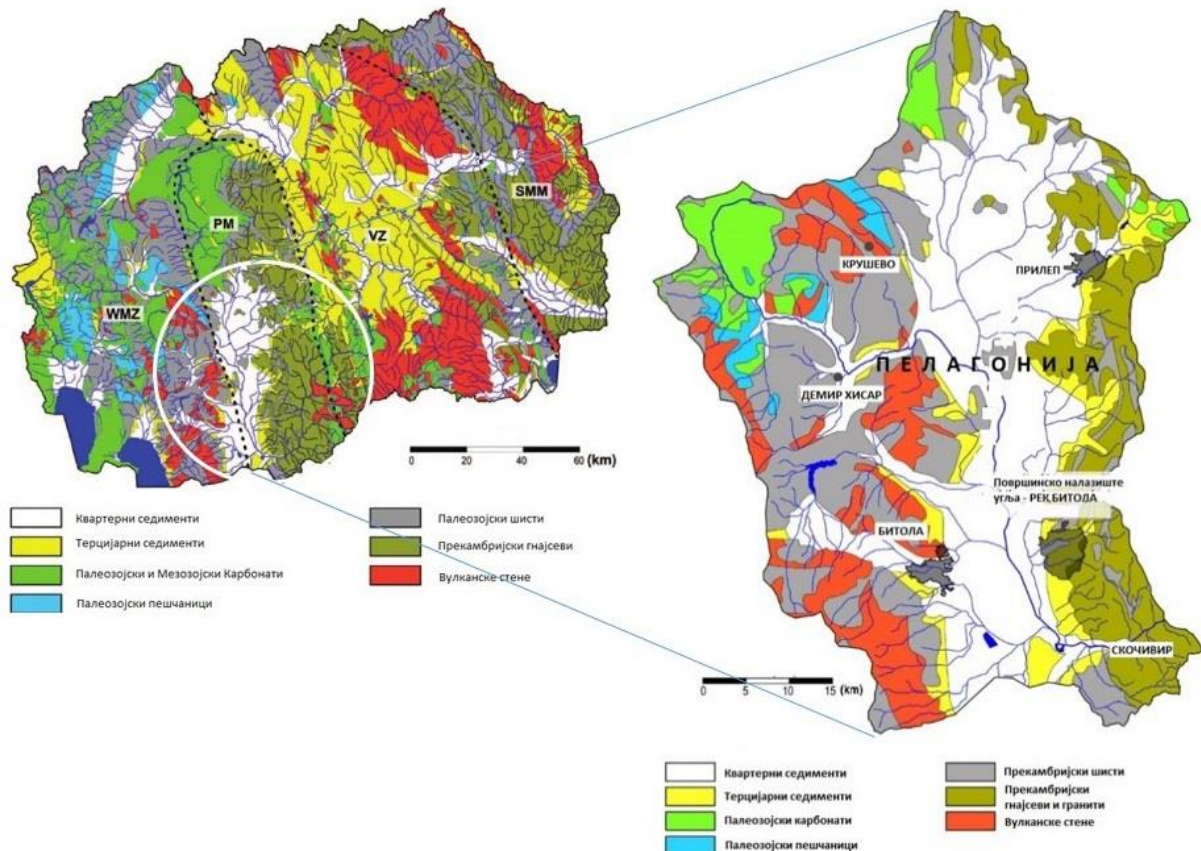 PM
SMM
VZ
WMZ
0 20 40 60 (km)
Квартерни седименти
Терцијарни седименти
Палеозојски и Мезозојски Карбонати
Палеозојски пешчаници
Палеозојски шисти
Прекамбријски гнајсеви
Вулканске стене
КРУШЕВО
ПРИЛЕП
ПЕЛАГОНИЈА
ДЕМИР ХИСАР
Површинско налазиште
угља - РЕК.БИТОЛА
БИТОЛА
СКОЧИВИР
0 5 10 15 (km)
Квартерни седименти
Терцијарни седименти
Палеозојски карбонати
Палеозојски пешчаници
Прекамбријски шисти
Прекамбријски
гнајсеви и гранити
Вулканске стене